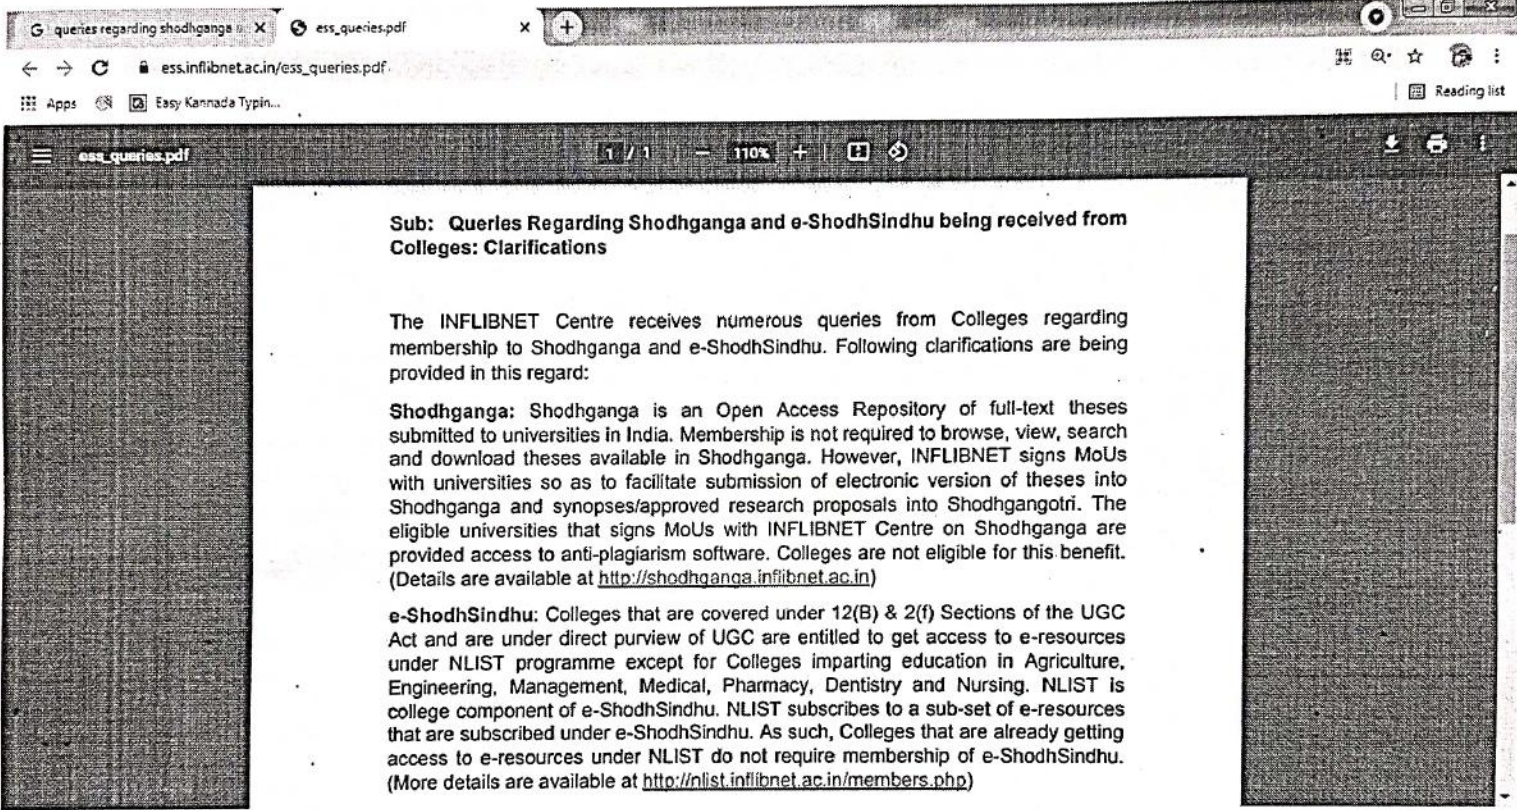 G queries regarding shodhganga
ess_queries.pdf
ess.inflibnet.ac.in/ess_queries.pdf
Apps
Easy Kannada Typin...
Reading list
ess_queries.pdf
1 / 1
110%
Sub: Queries Regarding Shodhganga and e-ShodhSindhu being received from
Colleges: Clarifications
The INFLIBNET Centre receives numerous queries from Colleges regarding
membership to Shodhganga and e-ShodhSindhu. Following clarifications are being
provided in this regard:
Shodhganga: Shodhganga is an Open Access Repository of full-text theses
submitted to universities in India. Membership is not required to browse, view, search
and download theses available in Shodhganga. However, INFLIBNET signs MoUs
with universities so as to facilitate submission of electronic version of theses into
Shodhganga and synopses/approved research proposals into Shodhgangotri. The
eligible universities that signs MoUs with INFLIBNET Centre on Shodhganga are
provided access to anti-plagiarism software. Colleges are not eligible for this benefit.
(Details are available at http://shodhganga.inflibnet.ac.in)
e-ShodhSindhu: Colleges that are covered under 12(B) & 2(f) Sections of the UGC
Act and are under direct purview of UGC are entitled to get access to e-resources
under NLIST programme except for Colleges imparting education in Agriculture,
Engineering, Management, Medical, Pharmacy, Dentistry and Nursing. NLIST is
college component of e-ShodhSindhu. NLIST subscribes to a sub-set of e-resources
that are subscribed under e-ShodhSindhu. As such, Colleges that are already getting
access to e-resources under NLIST do not require membership of e-ShodhSindhu.
(More details are available at http://nlist.inflibnet.ac.in/members.php)